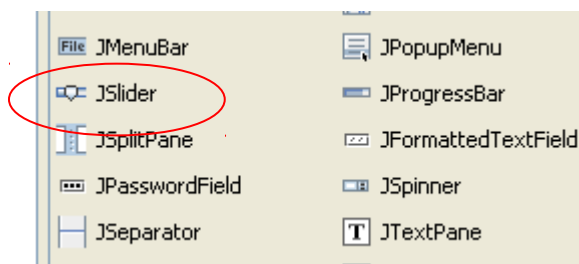 File JMenuBar JPopupMenu
JSlider JProgressBar
JSplitPane JFormattedTextField
JPasswordField JSpinner
JSeparator T JTextPane